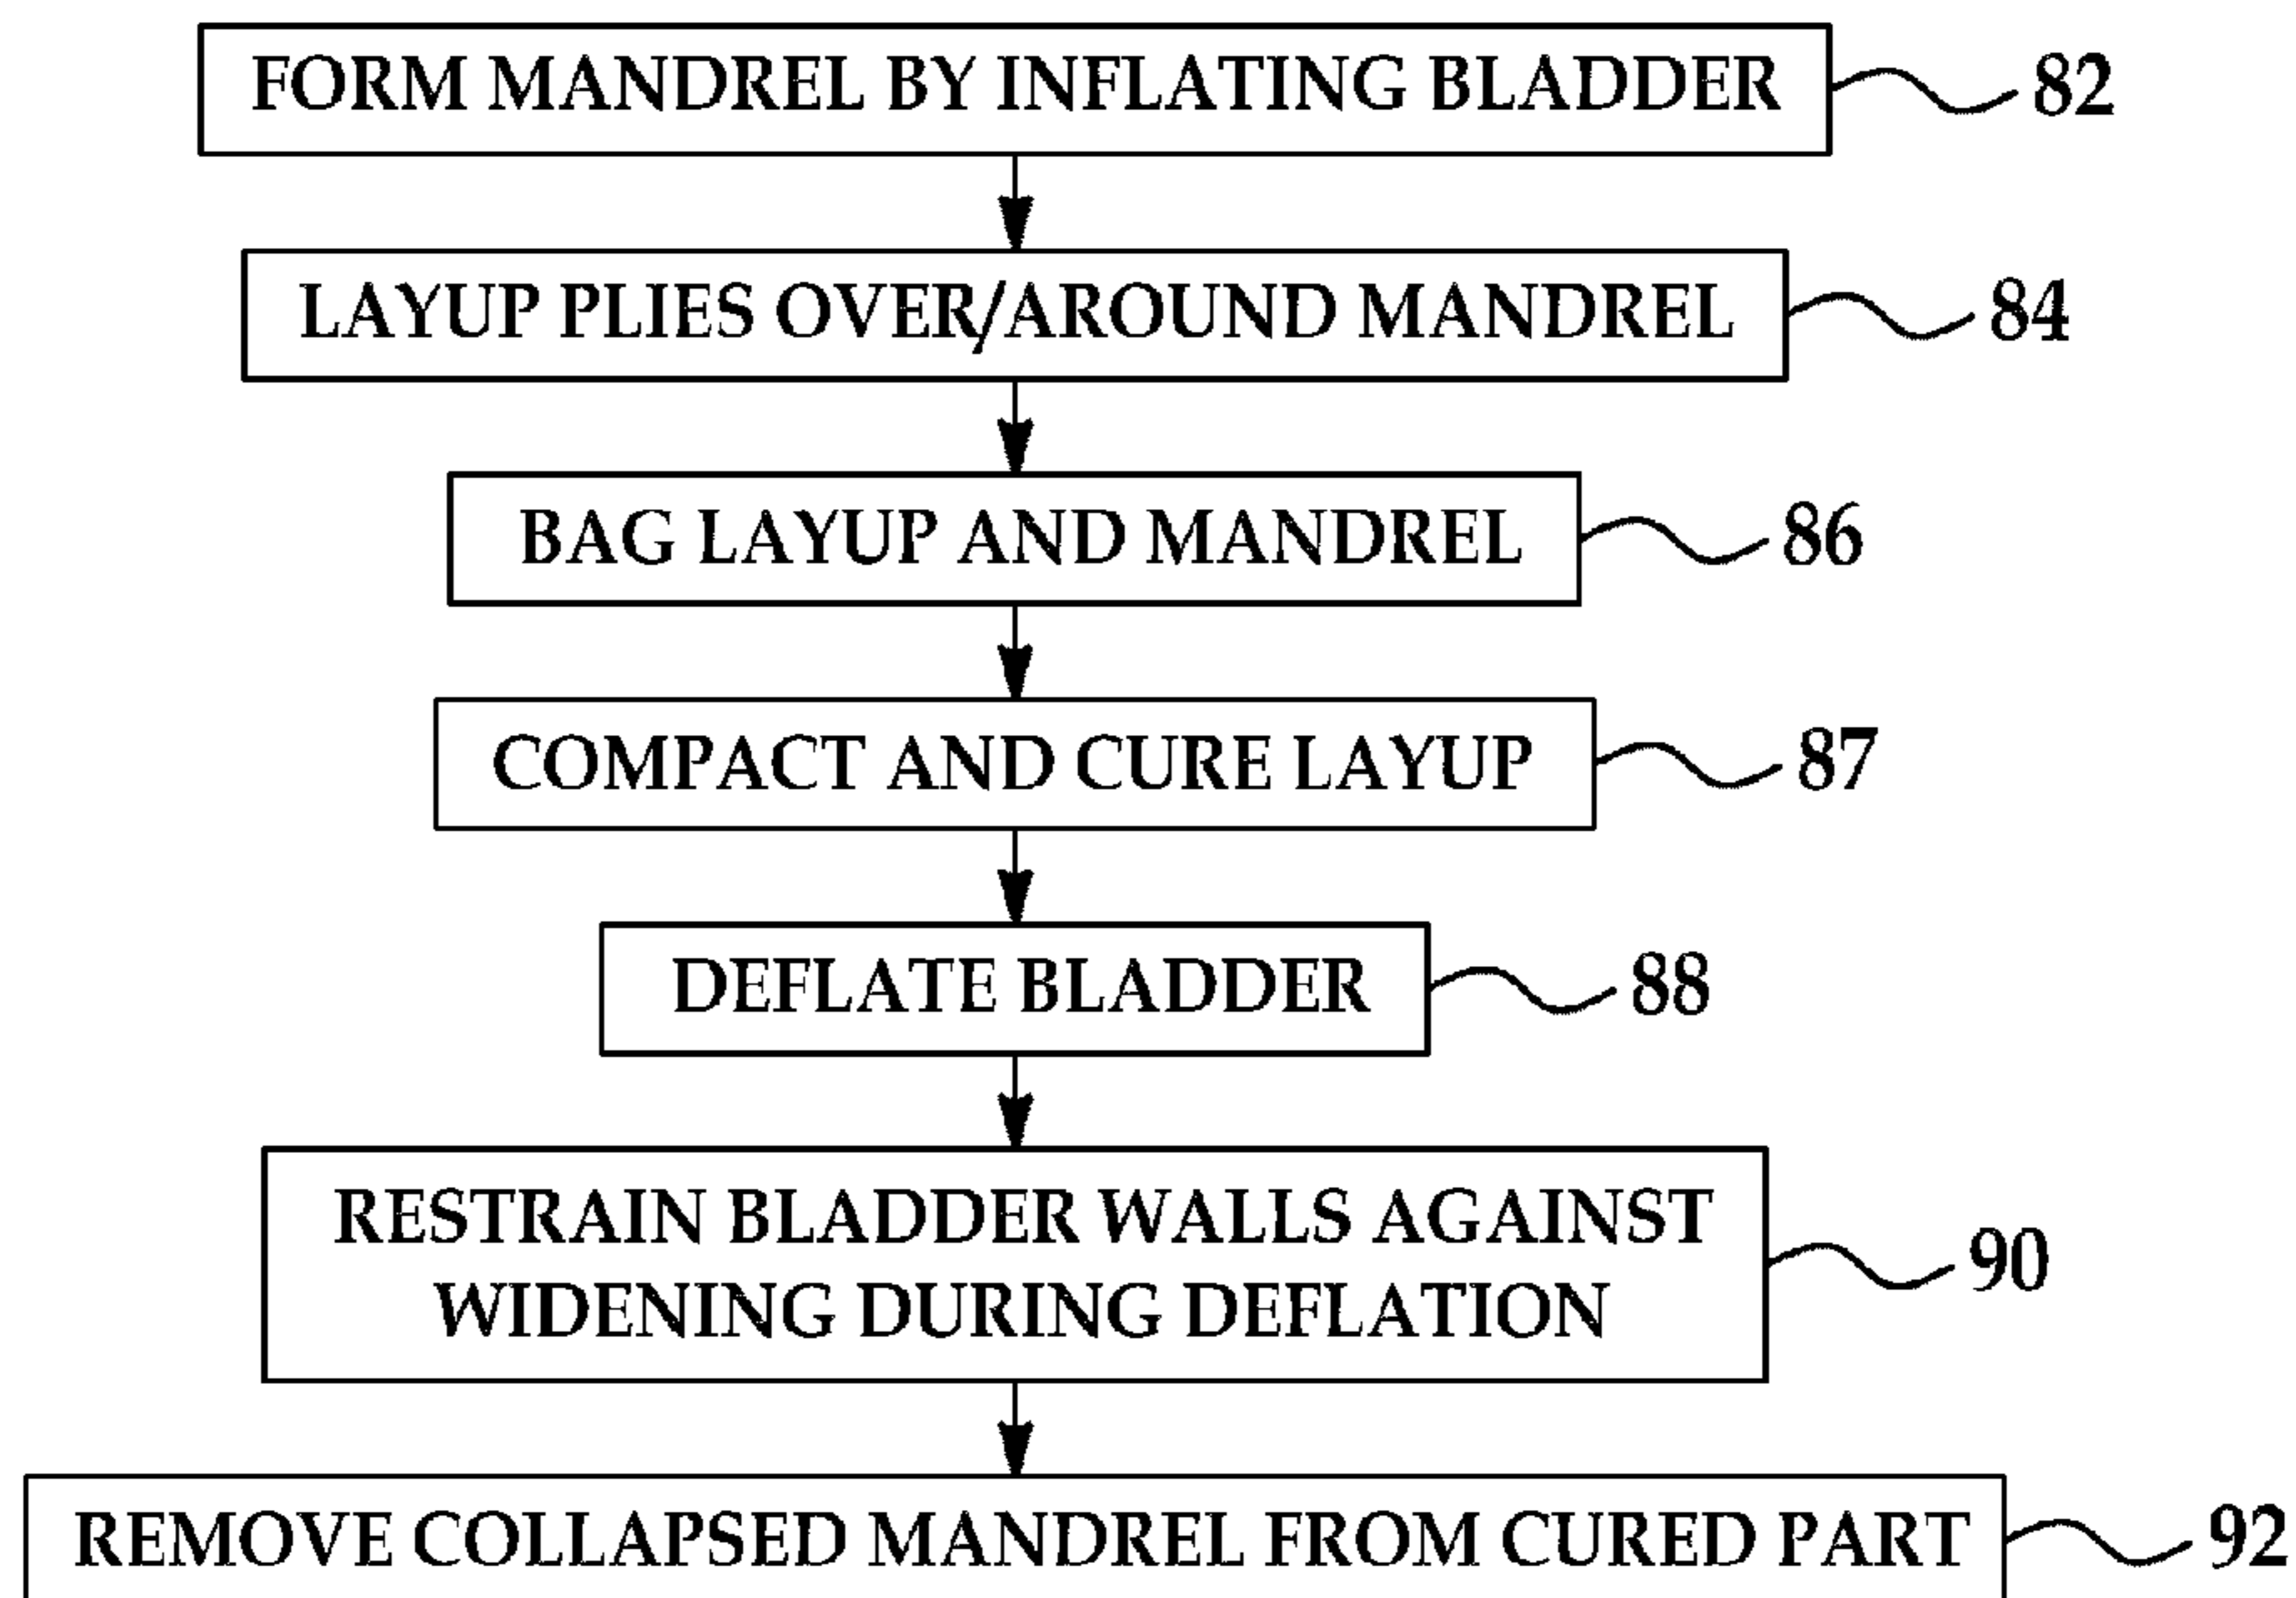 FORM MANDREL BY INFLATING BLADDER 82
LAYUP PLIES OVER/AROUND MANDREL 84
BAG LAYUP AND MANDREL 86
COMPACT AND CURE LAYUP 87
DEFLATE BLADDER 88
RESTRAIN BLADDER WALLS AGAINST
WIDENING DURING DEFLATION 90
REMOVE COLLAPSED MANDREL FROM CURED PART 92